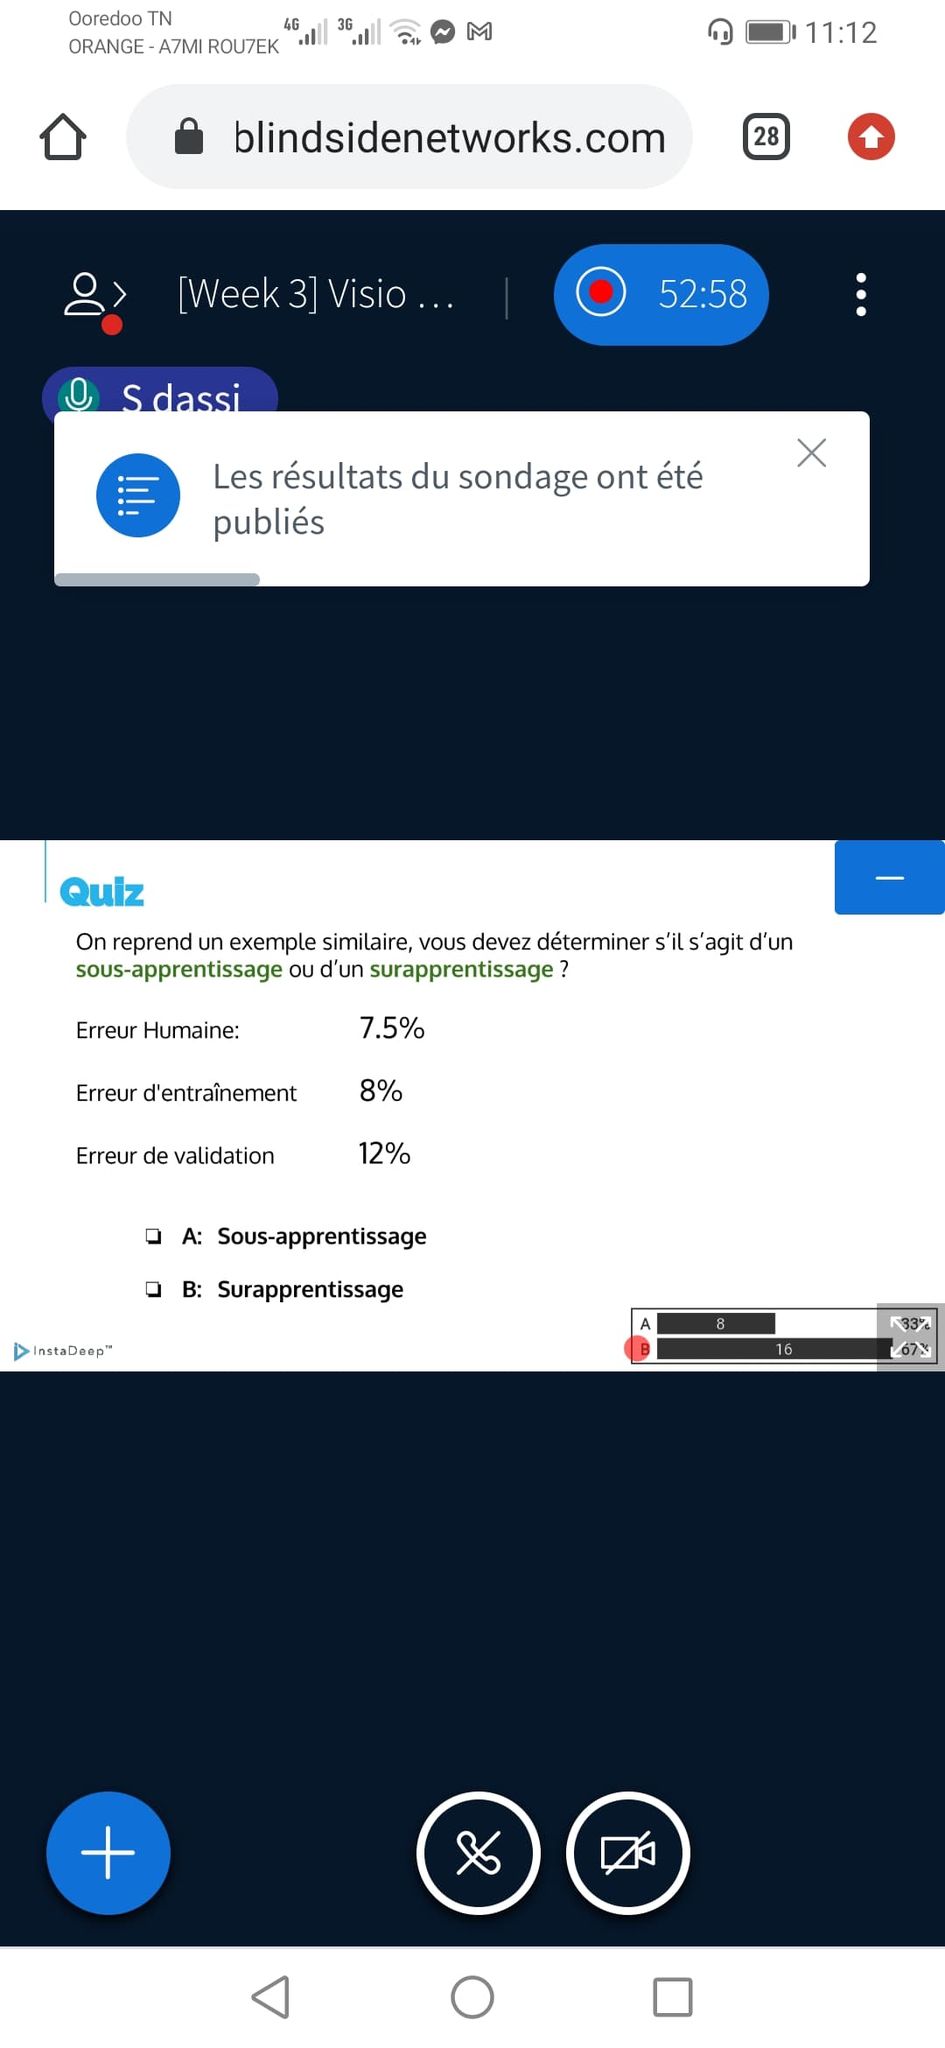 Ooredoo TN
ORANGE - A7MI ROU7EK
4G
3G
11:12
blindsidenetworks.com
28
[Week 3] Visio ...
52:58
S dassi
Les résultats du sondage ont été
publiés
Quiz
On reprend un exemple similaire, vous devez déterminer s’il s’agit d’un
sous-apprentissage ou d’un surapprentissage ?
Erreur Humaine: 7.5%
Erreur d'entraînement 8%
Erreur de validation 12%
A: Sous-apprentissage
B: Surapprentissage
A 8 33%
B 16 67%
InstaDeep™